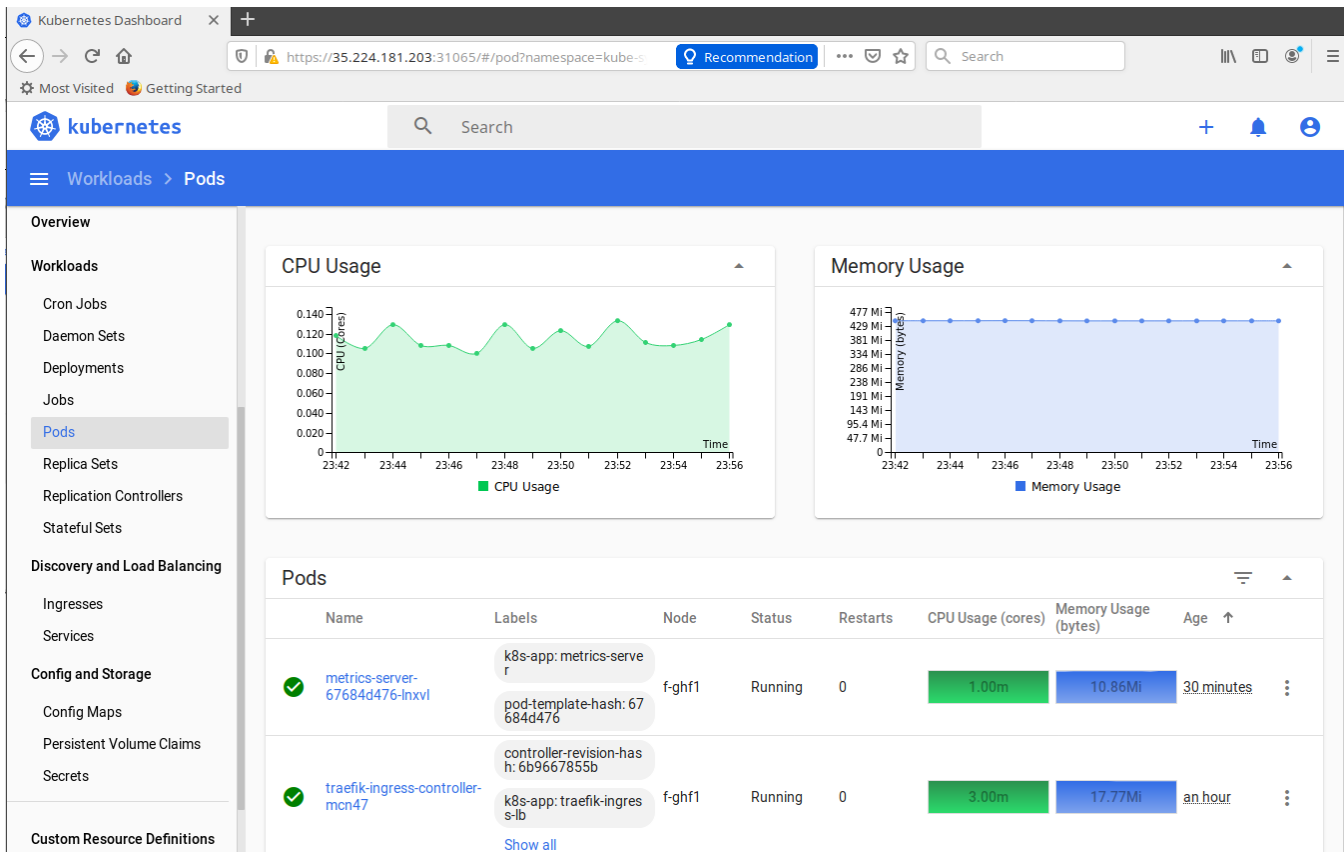 Kubernetes Dashboard
https://35.224.181.203:31065/#/pod?namespace=kube-s
Recommendation
Search
Most Visited
Getting Started
kubernetes
Search
Workloads > Pods
Overview
Workloads
Cron Jobs
Daemon Sets
Deployments
Jobs
Pods
Replica Sets
Replication Controllers
Stateful Sets
Discovery and Load Balancing
Ingresses
Services
Config and Storage
Config Maps
Persistent Volume Claims
Secrets
Custom Resource Definitions
CPU Usage
0.140
0.120
0.100
0.080
0.060
0.040
0.020
0
CPU (Cores)
Time
23:42 23:44 23:46 23:48 23:50 23:52 23:54 23:56
CPU Usage
Memory Usage
477 Mi
429 Mi
381 Mi
334 Mi
286 Mi
238 Mi
191 Mi
143 Mi
95.4 Mi
47.7 Mi
0
Memory (bytes)
Time
23:42 23:44 23:46 23:48 23:50 23:52 23:54 23:56
Memory Usage
Pods
Name Labels Node Status Restarts CPU Usage (cores) Memory Usage
(bytes) Age
metrics-server-
67684d476-lnxvl
k8s-app: metrics-serve
r
pod-template-hash: 67
684d476
f-ghf1 Running 0 1.00m 10.86Mi 30 minutes
traefik-ingress-controller-
mcn47
controller-revision-has
h: 6b9667855b
k8s-app: traefik-ingres
s-lb
Show all
f-ghf1 Running 0 3.00m 17.77Mi an hour